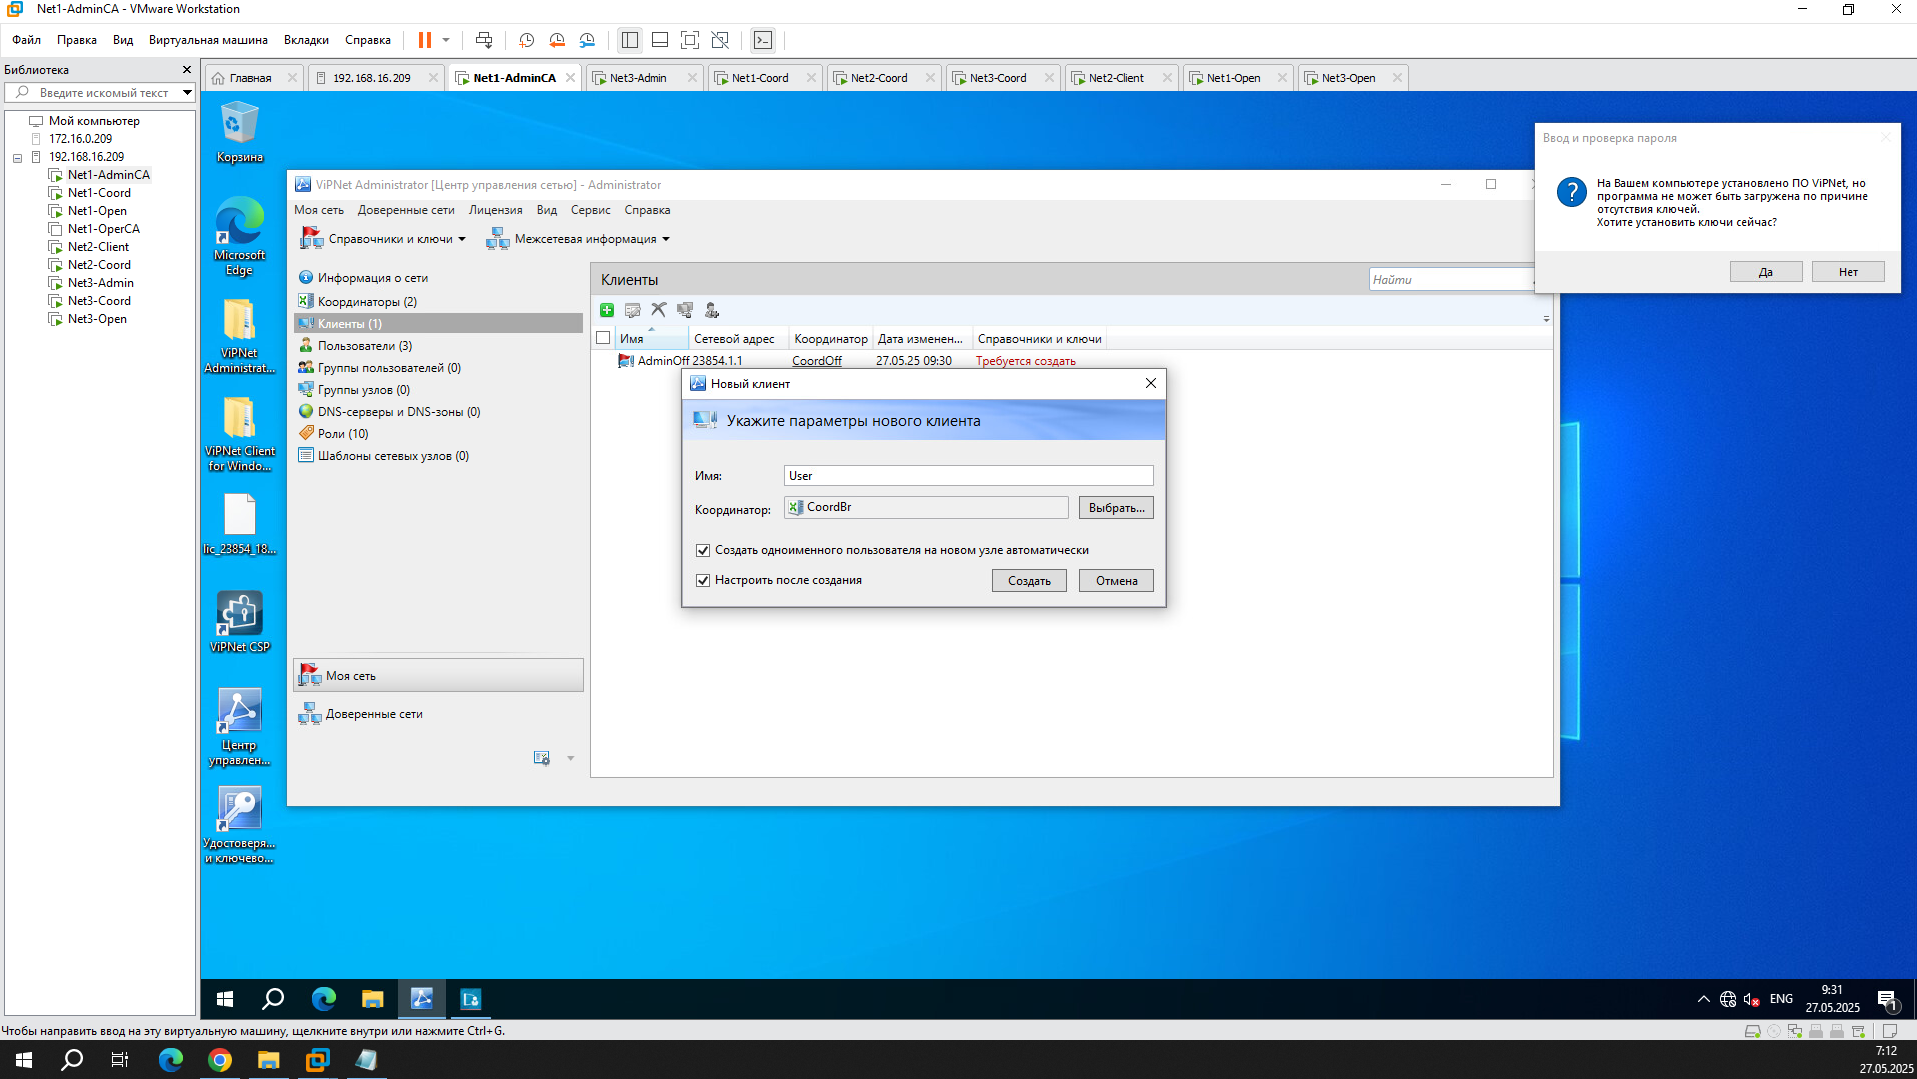 Net1-AdminCA - VMware Workstation
Файл Правка Вид Виртуальная машина Вкладки Справка
Библиотека
Введите искомый текст
Мой компьютер
172.16.0.209
192.168.16.209
Net1-AdminCA
Net1-Coord
Net1-Open
Net1-OperCA
Net2-Client
Net2-Coord
Net3-Admin
Net3-Coord
Net3-Open
Главная 192.168.16.209 Net1-AdminCA Net3-Admin Net1-Coord Net2-Coord Net3-Coord Net2-Client Net1-Open Net3-Open
Корзина
Microsoft
Edge
ViPNet
Administrat...
ViPNet Client
for Windo...
lic_23854_18...
ViPNet CSP
Центр
управлен...
Удостоверя...
и ключево...
ViPNet Administrator [Центр управления сетью] - Administrator
Моя сеть Доверенные сети Лицензия Вид Сервис Справка
Справочники и ключи Межсетевая информация
Информация о сети
Координаторы (2)
Клиенты (1)
Пользователи (3)
Группы пользователей (0)
Группы узлов (0)
DNS-серверы и DNS-зоны (0)
Роли (10)
Шаблоны сетевых узлов (0)
Моя сеть
Доверенные сети
Клиенты
Найти
Имя Сетевой адрес Координатор Дата изменен... Справочники и ключи
AdminOff 23854.1.1 CoordOff 27.05.25 09:30 Требуется создать
Новый клиент
Укажите параметры нового клиента
Имя: User
Координатор: CoordBr Выбрать...
Создать одноименного пользователя на новом узле автоматически
Настроить после создания Создать Отмена
Ввод и проверка пароля
На Вашем компьютере установлено ПО ViPNet, но
программа не может быть загружена по причине
отсутствия ключей.
Хотите установить ключи сейчас?
Да Нет
ENG
9:31
27.05.2025
1
Чтобы направить ввод на эту виртуальную машину, щелкните внутри или нажмите Ctrl+G.
7:12
27.05.2025